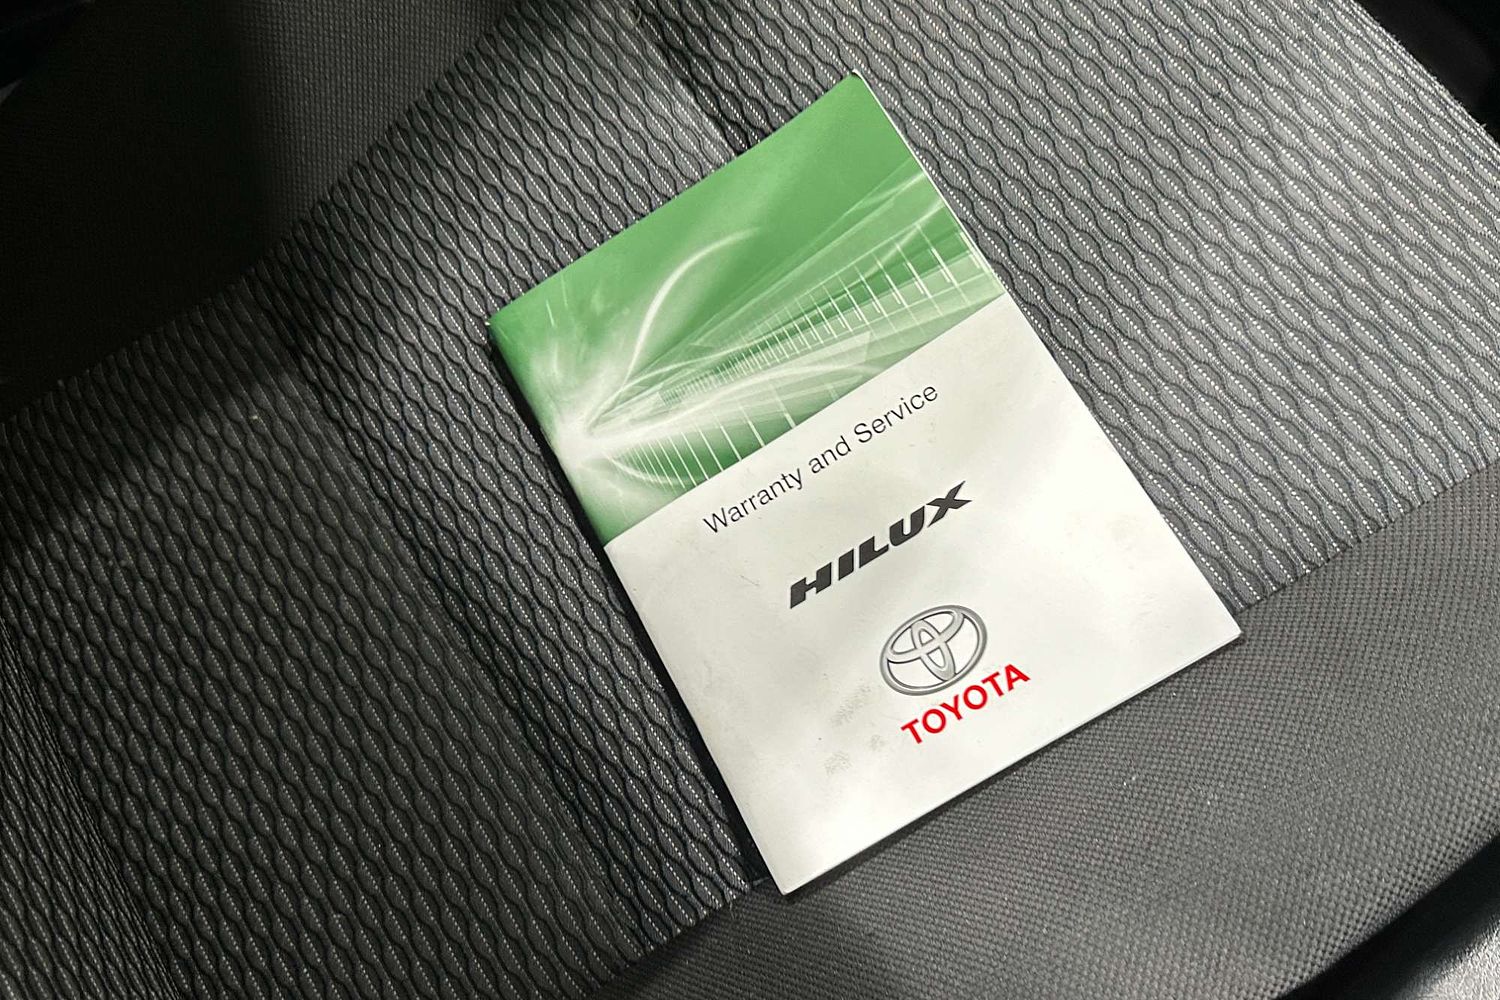 Warranty and Service
HILUX
TOYOTA